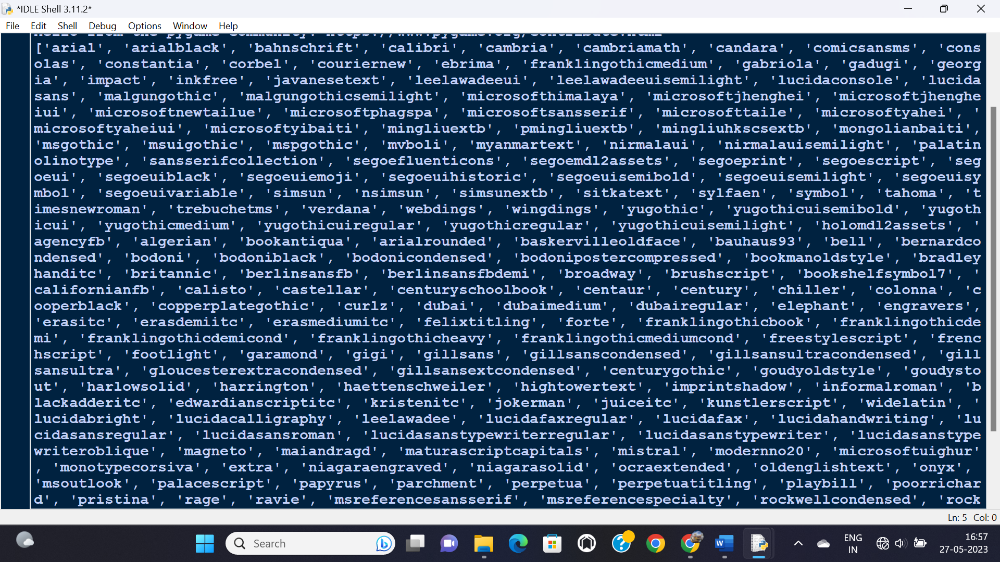 *IDLE Shell 3.11.2*
File Edit Shell Debug Options Window Help
['arial', 'arialblack', 'bahnschrift', 'calibri', 'cambria', 'cambriamath', 'candara', 'comicsansms', 'cons
olas', 'constantia', 'corbel', 'couriernew', 'ebrima', 'franklingothicmedium', 'gabriola', 'gadugi', 'georg
ia', 'impact', 'inkfree', 'javanesetext', 'leelawadeeui', 'leelawadeeuisemilight', 'lucidaconsole', 'lucida
sans', 'malgungothic', 'malgungothicsemilight', 'microsofthimalaya', 'microsoftjhenghei', 'microsoftjhenghe
iui', 'microsoftnewtailue', 'microsoftphagspa', 'microsoftsansserif', 'microsofttaile', 'microsoftyahei', '
microsoftyaheiui', 'microsoftyibaiti', 'mingliuextb', 'pmingliuextb', 'mingliuhkscsextb', 'mongolianbaiti',
'msgothic', 'msuigothic', 'mspgothic', 'mvboli', 'myanmartext', 'nirmalaui', 'nirmalauisemilight', 'palatin
olinotype', 'sansserifcollection', 'segoefluenticons', 'segoemdl2assets', 'segoeprint', 'segoescript', 'seg
oeui', 'segoeuiblack', 'segoeuiemoji', 'segoeuihistoric', 'segoeuisemibold', 'segoeuisemilight', 'segoeuisy
mbol', 'segoeuivariable', 'simsun', 'nsimsun', 'simsunextb', 'sitkatext', 'sylfaen', 'symbol', 'tahoma', 't
imesnewroman', 'trebuchetms', 'verdana', 'webdings', 'wingdings', 'yugothic', 'yugothicuisemibold', 'yugoth
icui', 'yugothicmedium', 'yugothicuiregular', 'yugothicregular', 'yugothicuisemilight', 'holomdl2assets', '
agencyfb', 'algerian', 'bookantiqua', 'arialrounded', 'baskervilleoldface', 'bauhaus93', 'bell', 'bernardco
ndensed', 'bodoni', 'bodoniblack', 'bodonicondensed', 'bodonipostercompressed', 'bookmanoldstyle', 'bradley
handitc', 'britannic', 'berlinsansfb', 'berlinsansfbdemi', 'broadway', 'brushscript', 'bookshelfsymbol7', '
californianfb', 'calisto', 'castellar', 'centuryschoolbook', 'centaur', 'century', 'chiller', 'colonna', 'c
ooperblack', 'copperplategothic', 'curlz', 'dubai', 'dubaimedium', 'dubairegular', 'elephant', 'engravers',
'erasitc', 'erasdemiitc', 'erasmediumitc', 'felixtitling', 'forte', 'franklingothicbook', 'franklingothicde
mi', 'franklingothicdemicond', 'franklingothicheavy', 'franklingothicmediumcond', 'freestylescript', 'frenc
hscript', 'footlight', 'garamond', 'gigi', 'gillsans', 'gillsanscondensed', 'gillsansultracondensed', 'gill
sansultra', 'gloucesterextracondensed', 'gillsansextcondensed', 'centurygothic', 'goudyoldstyle', 'goudysto
ut', 'harlowsolid', 'harrington', 'haettenschweiler', 'hightowertext', 'imprintshadow', 'informalroman', 'b
lackadderitc', 'edwardianscriptitc', 'kristenitc', 'jokerman', 'juiceitc', 'kunstlerscript', 'widelatin', '
lucidabright', 'lucidacalligraphy', 'leelawadee', 'lucidafaxregular', 'lucidafax', 'lucidahandwriting', 'lu
cidasansregular', 'lucidasansroman', 'lucidasanstypewriterregular', 'lucidasanstypewriter', 'lucidasanstype
writeroblique', 'magneto', 'maiandragd', 'maturascriptcapitals', 'mistral', 'modernno20', 'microsoftuighur'
, 'monotypecorsiva', 'extra', 'niagaraengraved', 'niagarasolid', 'ocraextended', 'oldenglishtext', 'onyx',
'msoutlook', 'palacescript', 'papyrus', 'parchment', 'perpetua', 'perpetuatitling', 'playbill', 'poorrichar
d', 'pristina', 'rage', 'ravie', 'msreferencesansserif', 'msreferencespecialty', 'rockwellcondensed', 'rock
Ln: 5 Col: 0
Search
ENG
IN
16:57
27-05-2023